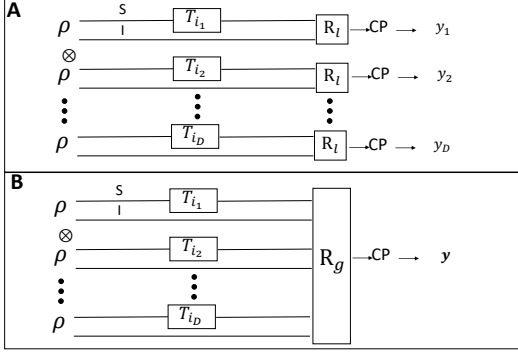 A
S
ρ I T_{i_1} R_l CP y_1
⊗
ρ T_{i_2} R_l CP y_2
ρ T_{i_D} R_l CP y_D
B
S
ρ I T_{i_1}
⊗
ρ T_{i_2} R_g CP y
ρ T_{i_D}